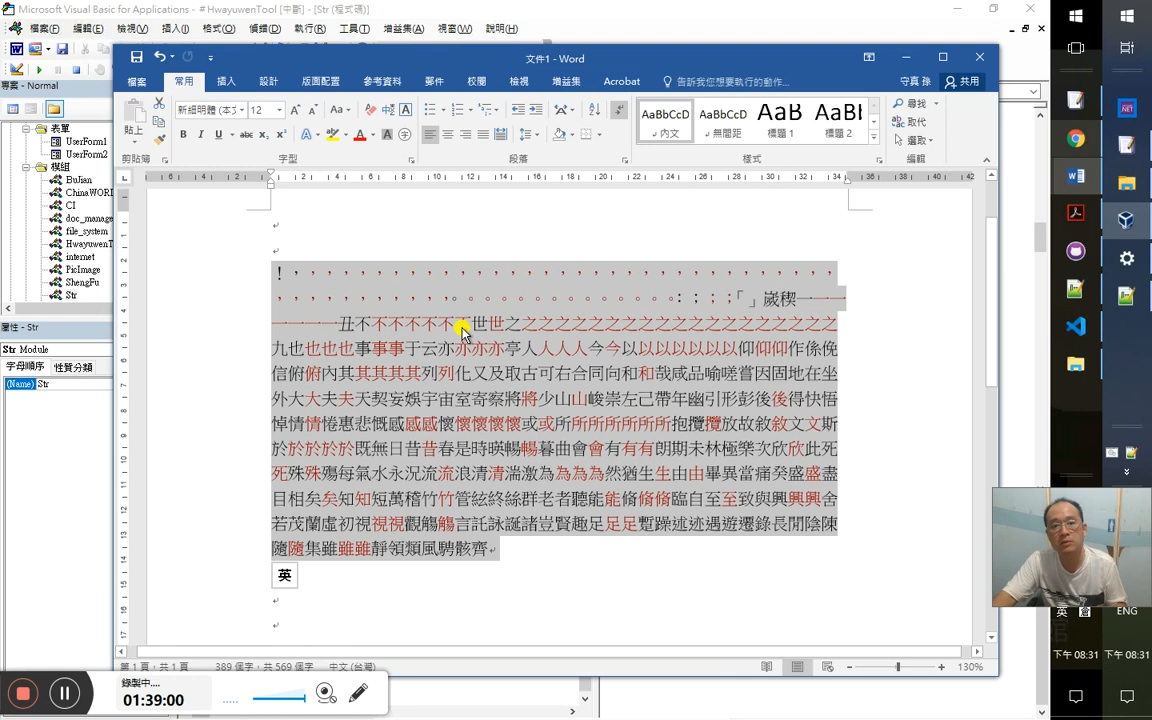 Microsoft Visual Basic for Applications - #HwayuwenTool [中斷] - [Str (程式碼)]
檔案(F) 編輯(E) 檢視(V) 插入(I) 格式(O) 偵錯(D) 執行(R) 工具(T) 增益集(A) 視窗(W) 說明(H)
專案 - Normal
表單
UserForm1
UserForm2
模組
BuJian
ChinaWORD
CI
doc_manage
file_system
HwayuwenT
internet
PicImage
ShengFu
Str
屬性 - Str
Str Module
字母順序 性質分類
(Name) Str
文件1 - Word
檔案 常用 插入 設計 版面配置 參考資料 郵件 校閱 檢視 增益集 Acrobat 告訴我您想要執行的動作... 守真 孫 共用
貼上
新細明體 (本文 12
AaBbCcD AaBbCcD AaB AaBb
內文 無間距 標題 1 標題 2
尋找
取代
選取
剪貼簿 字型 段落 樣式 編輯
！，，，，，，，，，，，，，，，，，，，，，，，，，，，，，，，，，
，，，，，，，，，，，。。。。。。。。。。。。。。：；；；「」嵗稧一一一
一一一一丑不不不不不不不世世之之之之之之之之之之之之之之之之之之之之
九也也也也事事事于云亦亦亦亦亭人人人人今今以以以以以以以仰仰仰作係俛
信俯俯內其其其其其列列化又及取古可右合同向和和哉咸品喻嗟嘗因固地在坐
外大大夫夫天契妄娛宇宙室寄察將將少山山峻崇左己帶年幽引形彭後後得快悟
悼情情惓惠悲慨感感感懷懷懷懷懷或或所所所所所所所抱攬攬放故敘敘文文斯
於於於於於既無日昔昔春是時暎暢暢暮曲會會有有有朗期未林極樂次欣欣此死
死殊殊殤每氣水永況流流浪清清湍激為為為為然猶生生由由畢異當痛癸盛盛盡
目相矣矣知知短萬稽竹竹管絃終絲群老者聽能能脩脩脩臨自至至致與興興興舍
若茂蘭虛初視視視觀觴觴言託詠誕諸豈賢趣足足足蹔躁述迹遇遊遷錄長閒陰陳
隨隨集雖雖雖靜領類風騁骸齊
英
第 1 頁，共 1 頁 389 個字，共 569 個字 中文 (台灣)
130%
錄製中....
01:39:00
英 ENG
下午 08:31 下午 08:31